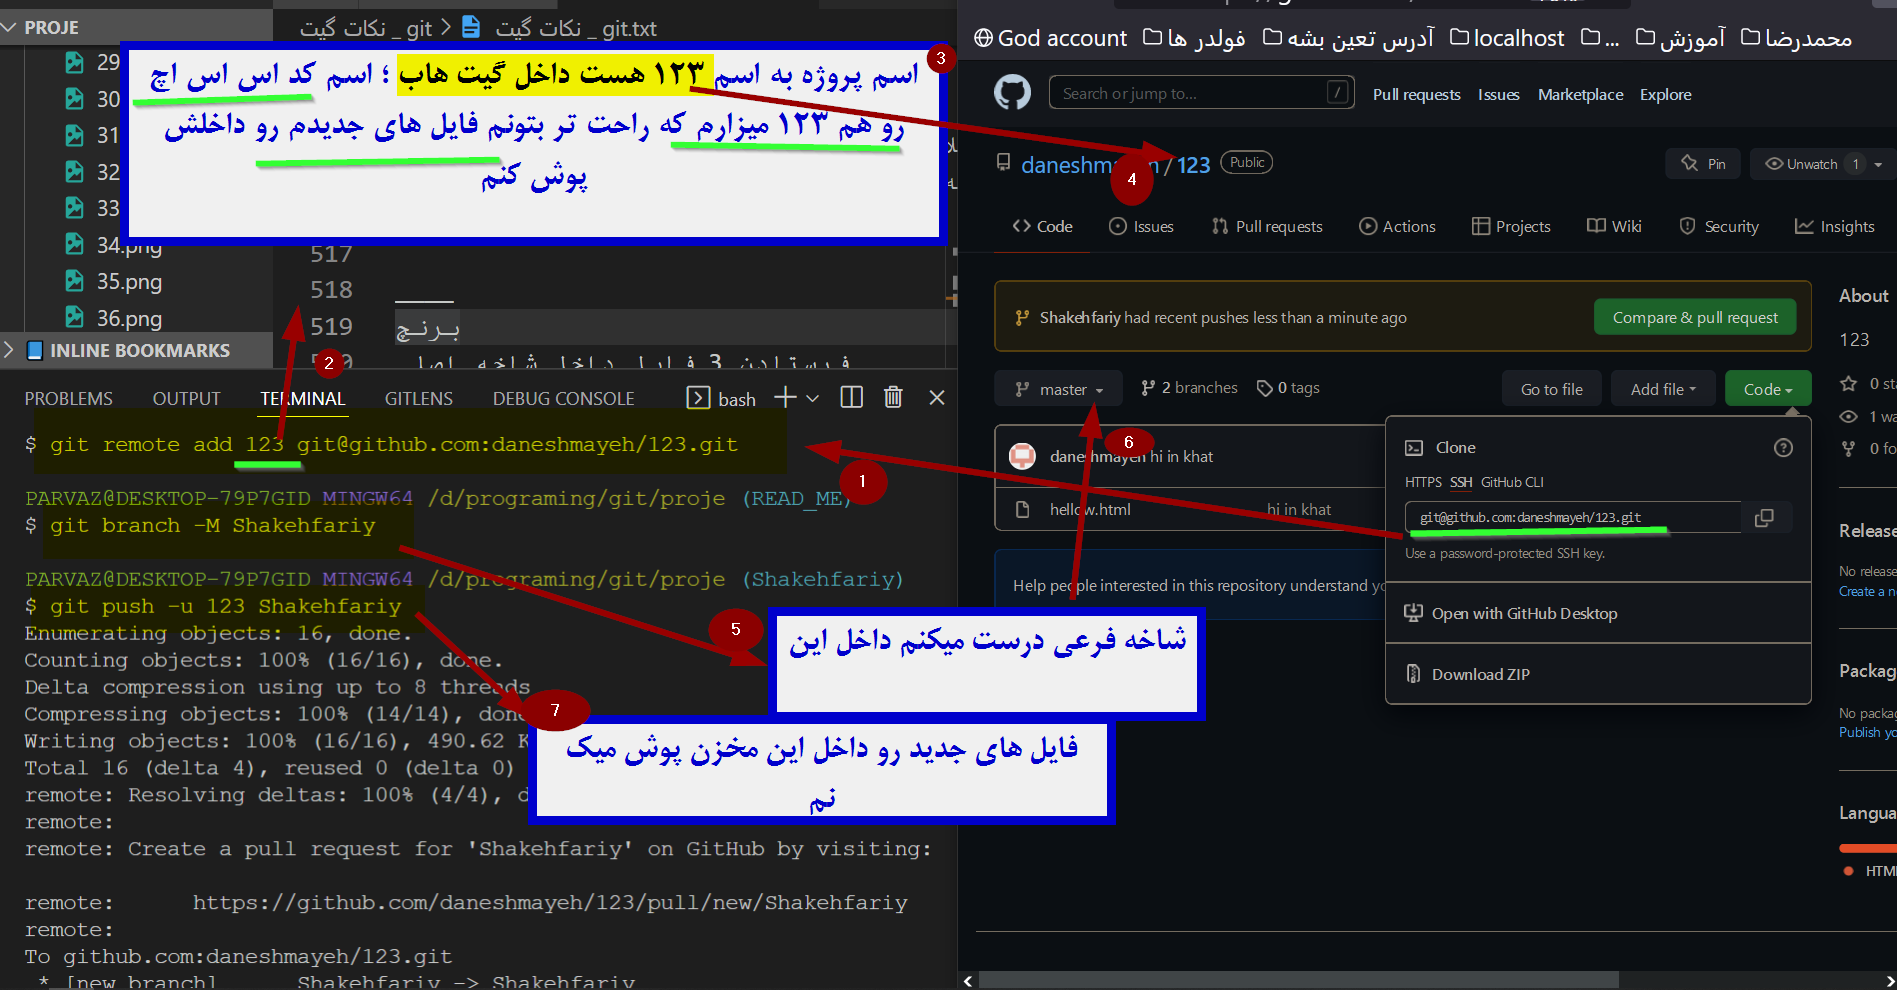 PROJE
29
30
31
32
33
34.png
35.png
36.png
INLINE BOOKMARKS
نکات گیت _ git > نکات گیت _ git.txt
اسم پروژه به اسم ۱۲۳ هست داخل گیت هاب ؛ اسم کد اس اس اچ
رو هم ۱۲۳ میزارم که راحت تر بتونم فایل های جدیدم رو داخلش
پوش کنم
3
517
518
519
برنچ
2
PROBLEMS OUTPUT TERMINAL GITLENS DEBUG CONSOLE bash
$ git remote add 123 git@github.com:daneshmayeh/123.git
1
PARVAZ@DESKTOP-79P7GID MINGW64 /d/programing/git/proje (READ_ME)
$ git branch -M Shakehfariy
PARVAZ@DESKTOP-79P7GID MINGW64 /d/programing/git/proje (Shakehfariy)
$ git push -u 123 Shakehfariy
Enumerating objects: 16, done.
Counting objects: 100% (16/16), done.
Delta compression using up to 8 threads
Compressing objects: 100% (14/14), done
Writing objects: 100% (16/16), 490.62 K
Total 16 (delta 4), reused 0 (delta 0)
remote: Resolving deltas: 100% (4/4), d
remote:
remote: Create a pull request for 'Shakehfariy' on GitHub by visiting:
remote: https://github.com/daneshmayeh/123/pull/new/Shakehfariy
remote:
To github.com:daneshmayeh/123.git
* [new branch] Shakehfariy -> Shakehfariy
5
شاخه فرعی درست میکنم داخل این
7
فایل های جدید رو داخل این مخزن پوش میک
نم
God account فولدر ها آدرس تعین بشه localhost ... آموزش محمدرضا
Search or jump to... / Pull requests Issues Marketplace Explore
daneshmayeh / 123 Public Pin Unwatch 1
4
Code Issues Pull requests Actions Projects Wiki Security Insights
Shakehfariy had recent pushes less than a minute ago Compare & pull request
master 2 branches 0 tags Go to file Add file Code
6
daneshmayeh hi in khat
hellow.html hi in khat
Help people interested in this repository understand yo
Clone
HTTPS SSH GitHub CLI
git@github.com:daneshmayeh/123.git
Use a password-protected SSH key.
Open with GitHub Desktop
Download ZIP
About
123
0 st
1 wa
0 fo
Release
No release
Create a n
Packag
No packag
Publish yo
Langua
HTM